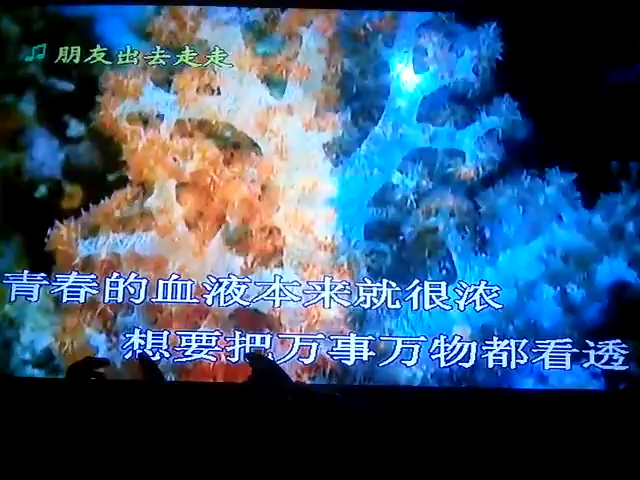 朋友出去走走
青春的血液本来就很浓
想要把万事万物都看透